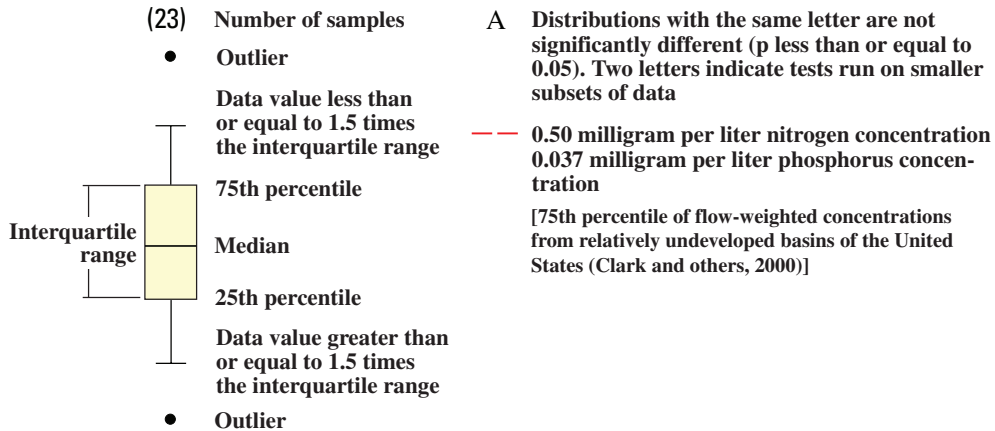 (23) Number of samples
Outlier
Data value less than
or equal to 1.5 times
the interquartile range
75th percentile
Interquartile
range
Median
25th percentile
Data value greater than
or equal to 1.5 times
the interquartile range
Outlier
A Distributions with the same letter are not
significantly different (p less than or equal to
0.05). Two letters indicate tests run on smaller
subsets of data
0.50 milligram per liter nitrogen concentration
0.037 milligram per liter phosphorus concen-
tration
[75th percentile of flow-weighted concentrations
from relatively undeveloped basins of the United
States (Clark and others, 2000)]